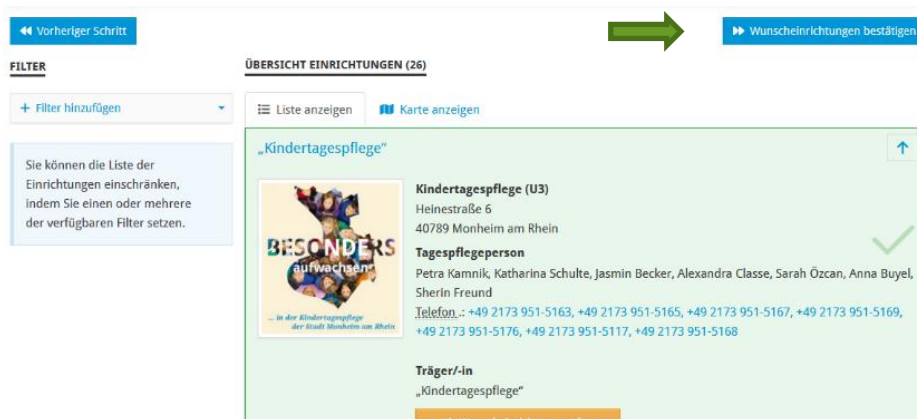 Vorheriger Schritt
Wunscheinrichtungen bestätigen
FILTER
+ Filter hinzufügen
Sie können die Liste der
Einrichtungen einschränken,
indem Sie einen oder mehrere
der verfügbaren Filter setzen.
ÜBERSICHT EINRICHTUNGEN (26)
Liste anzeigen
Karte anzeigen
„Kindertagespflege“
BESONDERS
aufwachsen
... in der Kindertagespflege
der Stadt Monheim am Rhein
Kindertagespflege (U3)
Heinestraße 6
40789 Monheim am Rhein
Tagespflegeperson
Petra Kamnik, Katharina Schulte, Jasmin Becker, Alexandra Classe, Sarah Özcan, Anna Buyel,
Sherin Freund
Telefon.: +49 2173 951-5163, +49 2173 951-5165, +49 2173 951-5167, +49 2173 951-5169,
+49 2173 951-5176, +49 2173 951-5117, +49 2173 951-5168
Träger/-in
„Kindertagespflege“